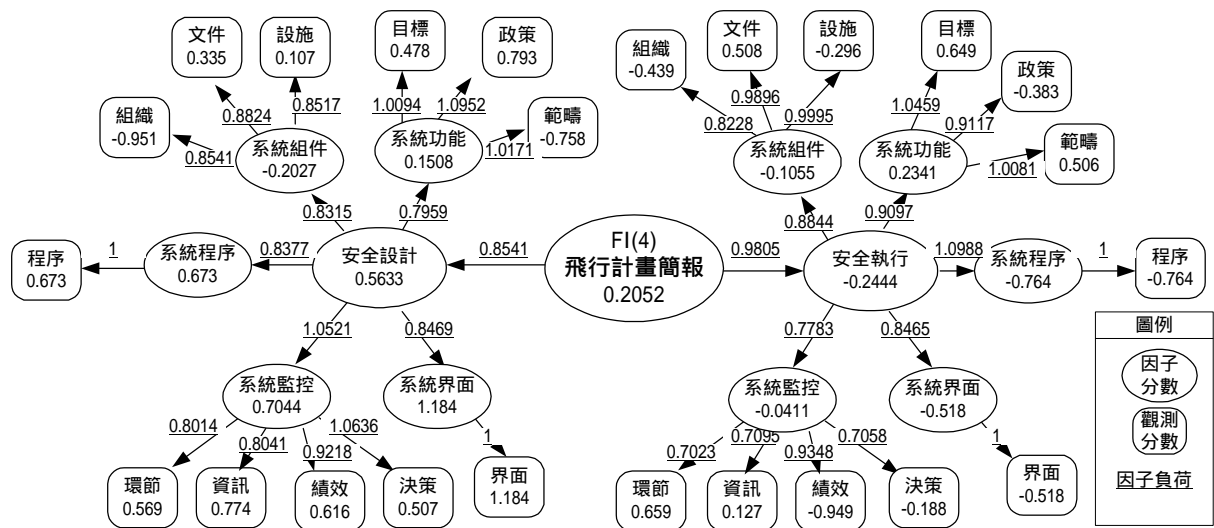 文件
0.335
設施
0.107
目標
0.478
政策
0.793
組織
-0.951
0.8824
0.8517
1.0094
1.0952
範疇
-0.758
0.8541
系統組件
-0.2027
系統功能
0.1508
1.0171
0.8315
0.7959
程序
0.673
1
系統程序
0.673
0.8377
安全設計
0.5633
0.8541
FI(4)
飛行計畫簡報
0.2052
1.0521
0.8469
系統監控
0.7044
系統界面
1.184
0.8014
0.8041
0.9218
1.0636
1
環節
0.569
資訊
0.774
績效
0.616
決策
0.507
界面
1.184
組織
-0.439
文件
0.508
設施
-0.296
目標
0.649
政策
-0.383
0.8228
0.9896
0.9995
1.0459
0.9117
範疇
0.506
系統組件
-0.1055
系統功能
0.2341
1.0081
0.8844
0.9097
0.9805
安全執行
-0.2444
1.0988
系統程序
-0.764
1
程序
-0.764
0.7783
0.8465
系統監控
-0.0411
系統界面
-0.518
0.7023
0.7095
0.9348
0.7058
1
環節
0.659
資訊
0.127
績效
-0.949
決策
-0.188
界面
-0.518
圖例
因子
分數
觀測
分數
因子負荷